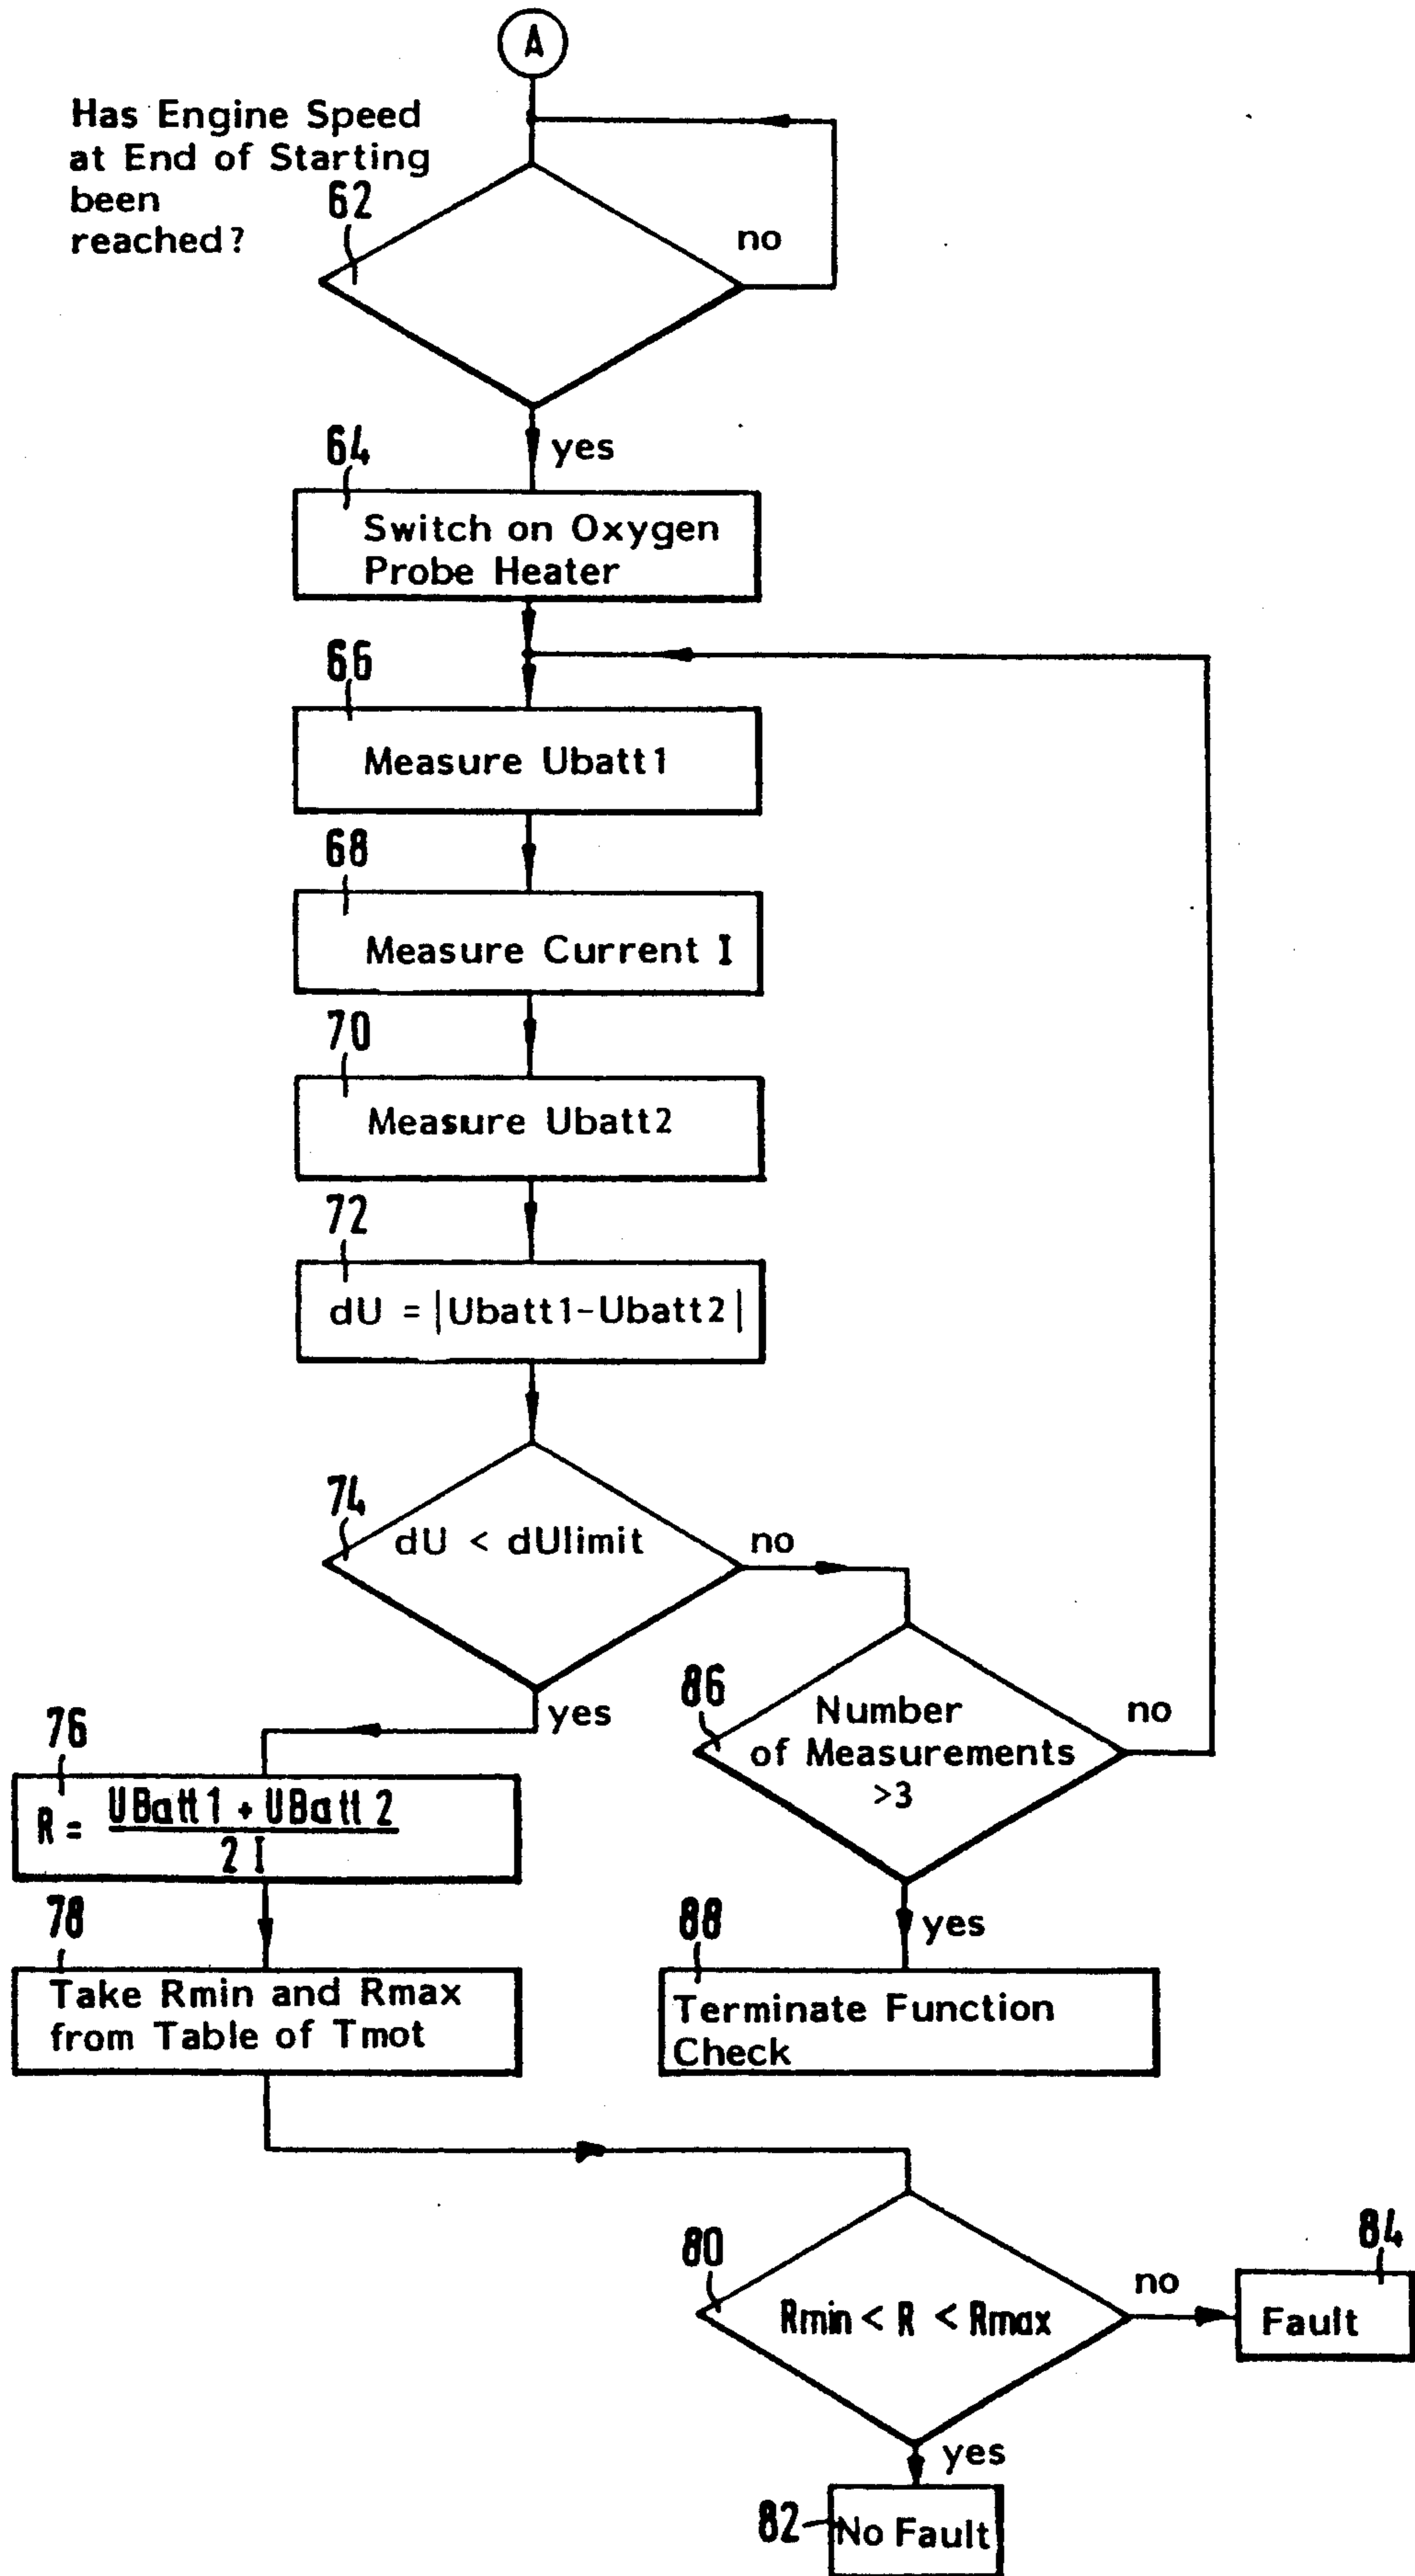 A
Has Engine Speed
at End of Starting
been
reached?
62
no
yes
64
Switch on Oxygen
Probe Heater
66
Measure Ubatt1
68
Measure Current I
70
Measure Ubatt2
72
dU = |Ubatt1-Ubatt2|
74
dU < dUlimit
no
yes
86
Number
of Measurements
>3
no
yes
76
R = UBatt1 + UBatt2
2 I
78
Take Rmin and Rmax
from Table of Tmot
88
Terminate Function
Check
80
Rmin < R < Rmax
no
84
Fault
yes
82
No Fault